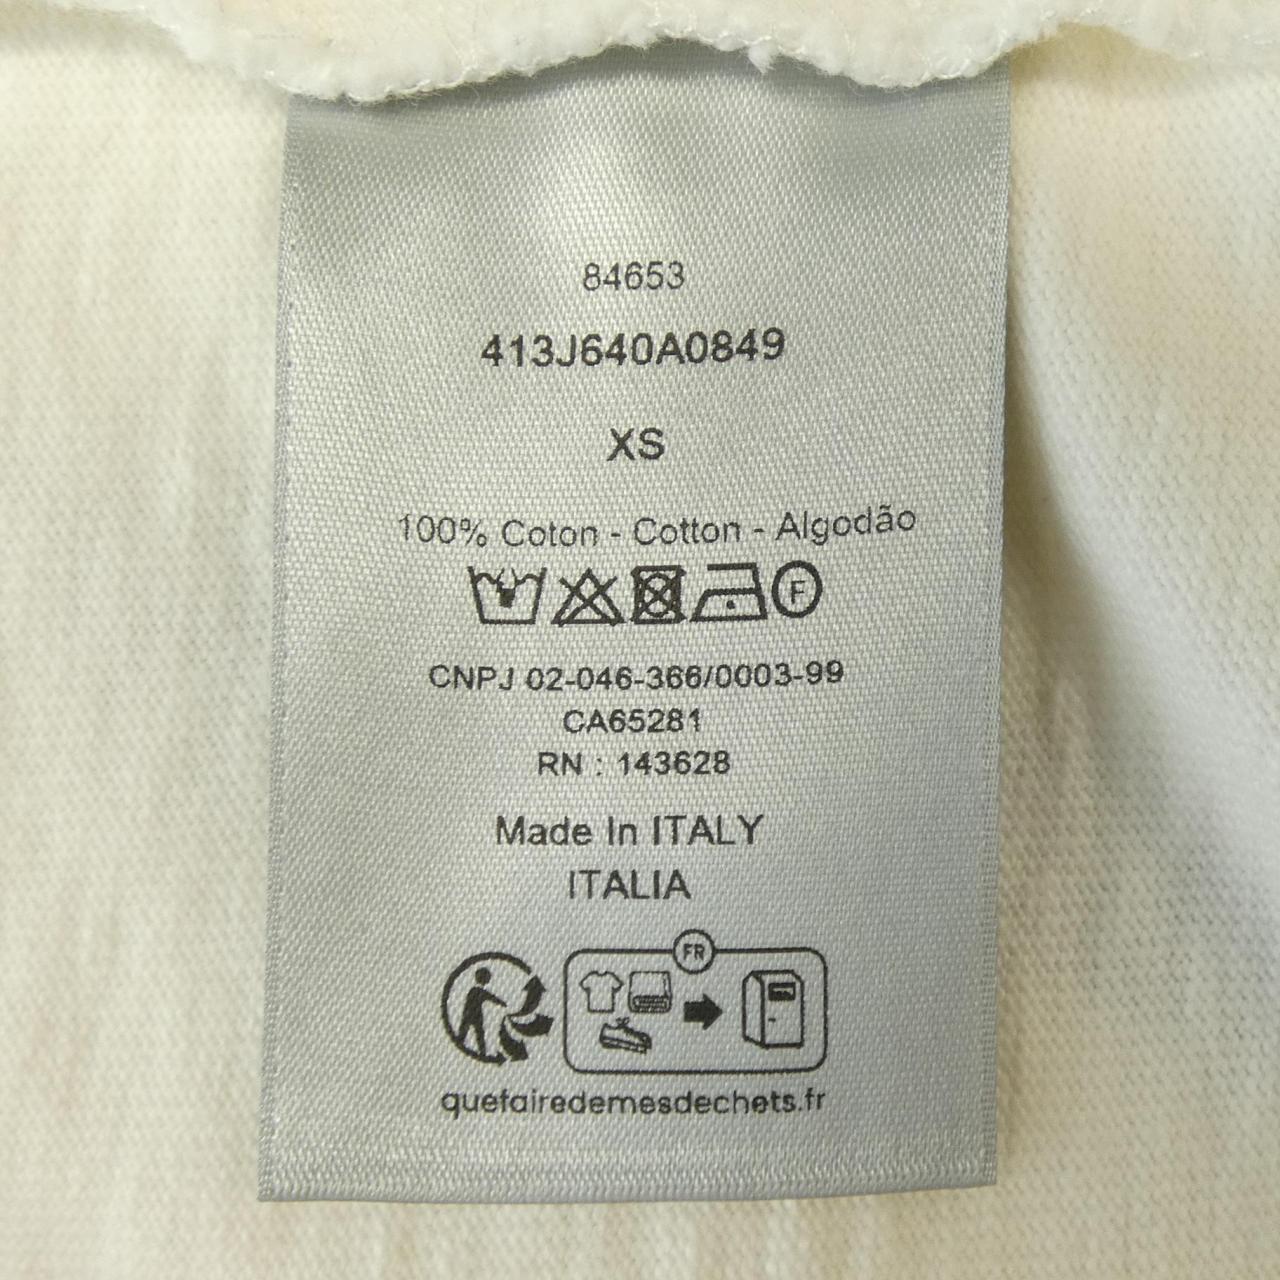 84653
413J640A0849
XS
100% Coton - Cotton - Algodão
F
CNPJ 02-046-366/0003-99
CA65281
RN : 143628
Made In ITALY
ITALIA
FR
quefairedemesdechets.fr